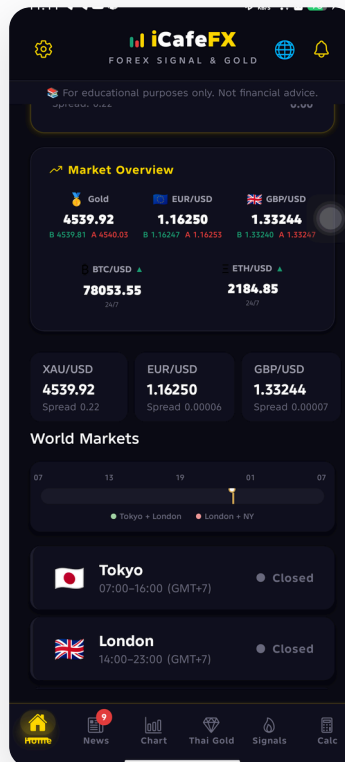 iCafeFX
FOREX SIGNAL & GOLD
📚 For educational purposes only. Not financial advice.
Spread: 0.22 0.00
Market Overview
Gold EUR/USD GBP/USD
4539.92 1.16250 1.33244
B 4539.81 A 4540.03 B 1.16247 A 1.16253 B 1.33240 A 1.33247
BTC/USD ▲ ETH/USD ▲
78053.55 2184.85
24/7 24/7
XAU/USD EUR/USD GBP/USD
4539.92 1.16250 1.33244
Spread 0.22 Spread 0.00006 Spread 0.00007
World Markets
07 13 19 01 07
Tokyo + London London + NY
Tokyo
07:00–16:00 (GMT+7) Closed
London
14:00–23:00 (GMT+7) Closed
9
Home News Chart Thai Gold Signals Calc